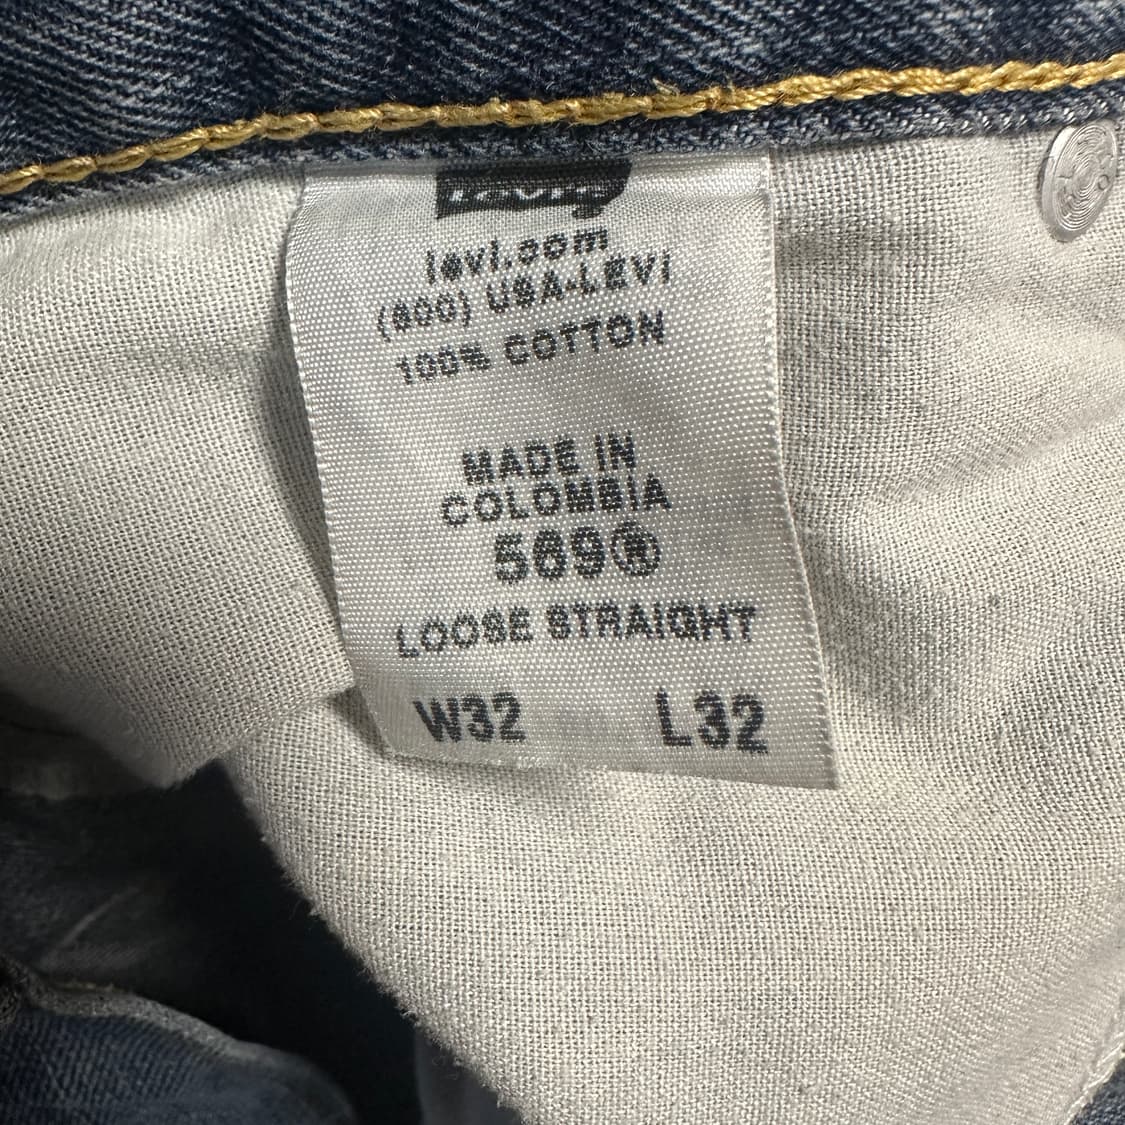 Levi's
levi.com
(800) USA-LEVI
100% COTTON
MADE IN
COLOMBIA
569®
LOOSE STRAIGHT
W32 L32